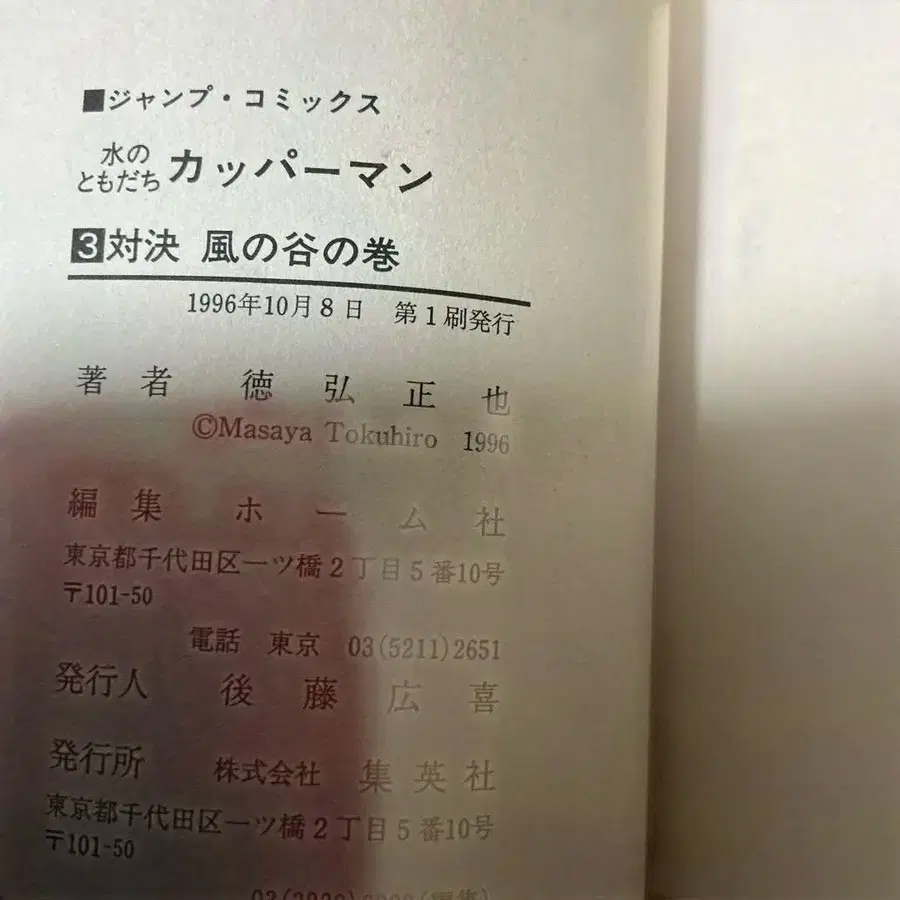 ■ジャンプ・コミックス
水の
ともだち カッパーマン
3 対決 風の谷の巻
1996年10月8日 第1刷発行
著者 徳弘正也
©Masaya Tokuhiro 1996
編集 ホーム社
東京都千代田区一ツ橋2丁目5番10号
〒101-50
電話 東京 03(5211)2651
発行人 後藤広喜
発行所 株式会社 集英社
東京都千代田区一ツ橋2丁目5番10号
〒101-50